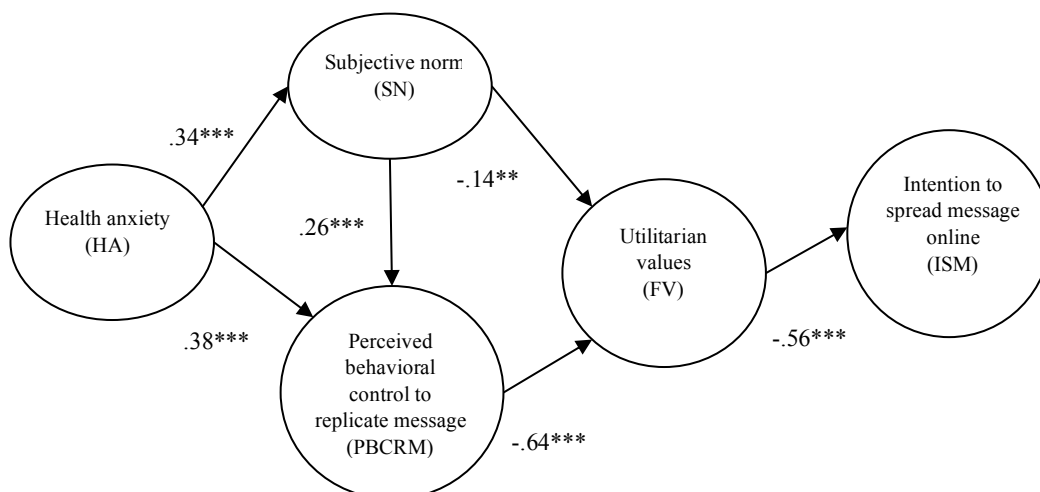 Subjective norm
(SN)
.34***
-.14**
Health anxiety
(HA)
.26***
Intention to
spread message
online
(ISM)
Utilitarian
values
(FV)
.38***
Perceived
behavioral
control to
replicate message
(PBCRM)
-.56***
-.64***